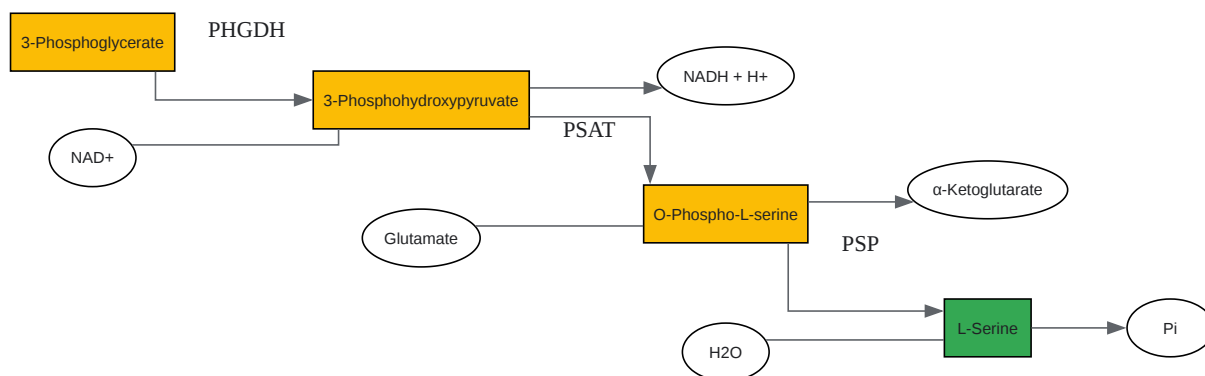 3-Phosphoglycerate
PHGDH
3-Phosphohydroxypyruvate
NADH + H+
NAD+
PSAT
O-Phospho-L-serine
α-Ketoglutarate
Glutamate
PSP
L-Serine
Pi
H2O